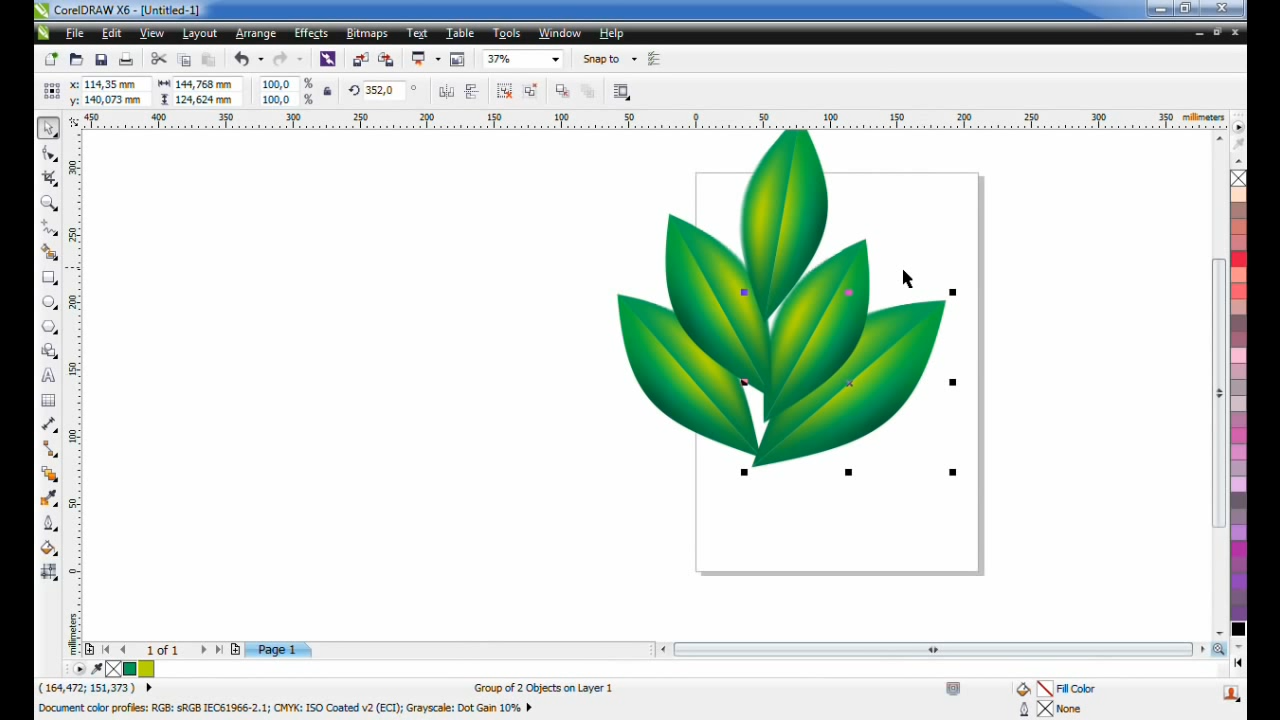 CorelDRAW X6 - [Untitled-1]
File Edit View Layout Arrange Effects Bitmaps Text Table Tools Window Help
37% Snap to
x: 114,35 mm 144,768 mm 100,0 % 352,0 °
y: 140,073 mm 124,624 mm 100,0 %
450 400 350 300 250 200 150 100 50 0 50 100 150 200 250 300 350 millimeters
300
250
200
150
100
50
0
millimeters
1 of 1 Page 1
( 164,472; 151,373 ) Group of 2 Objects on Layer 1 Fill Color
Document color profiles: RGB: sRGB IEC61966-2.1; CMYK: ISO Coated v2 (ECI); Grayscale: Dot Gain 10% None